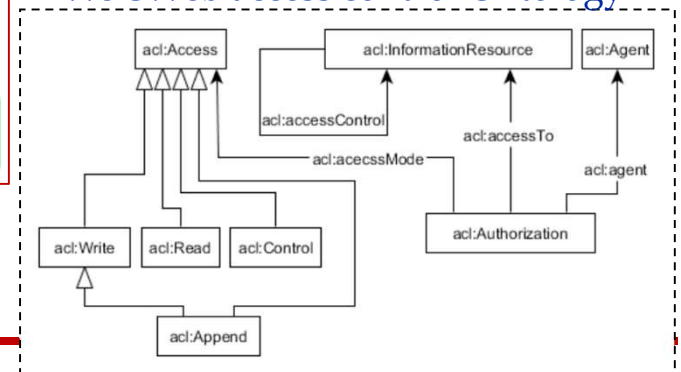 acl:Access
acl:InformationResource
acl:Agent
acl:accessControl
acl:accessTo
acl:acecssMode
acl:agent
acl:Write
acl:Read
acl:Control
acl:Authorization
acl:Append